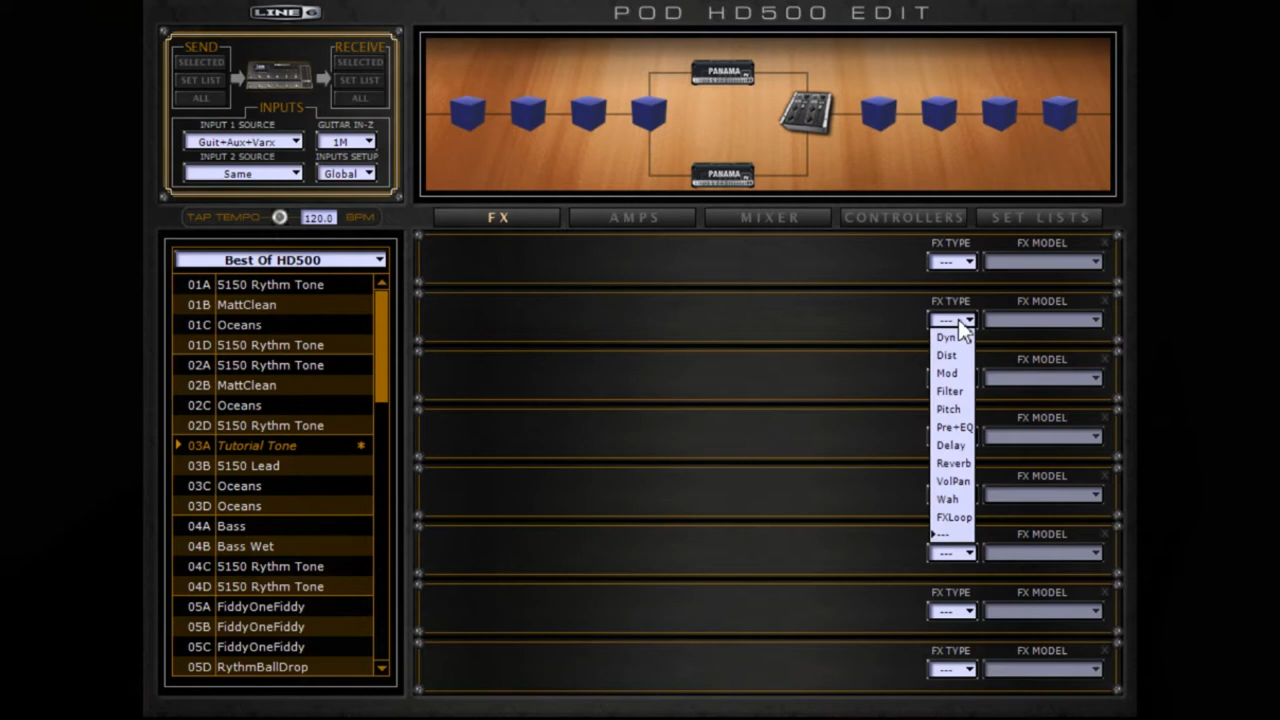 LINE 6
POD HD500 EDIT
SEND
RECEIVE
SELECTED
SELECTED
SET LIST
SET LIST
ALL
ALL
INPUTS
INPUT 1 SOURCE
GUITAR IN-Z
Guit+Aux+Varx
1M
INPUT 2 SOURCE
INPUTS SETUP
Same
Global
PANAMA
PANAMA
TAP TEMPO
120.0
BPM
FX
AMPS
MIXER
CONTROLLERS
SET LISTS
Best Of HD500
01A 5150 Rythm Tone
01B MattClean
01C Oceans
01D 5150 Rythm Tone
02A 5150 Rythm Tone
02B MattClean
02C Oceans
02D 5150 Rythm Tone
03A Tutorial Tone *
03B 5150 Lead
03C Oceans
03D Oceans
04A Bass
04B Bass Wet
04C 5150 Rythm Tone
04D 5150 Rythm Tone
05A FiddyOneFiddy
05B FiddyOneFiddy
05C FiddyOneFiddy
05D RythmBallDrop
FX TYPE FX MODEL X
---
FX TYPE FX MODEL X
---
Dyn
Dist
Mod
Filter
Pitch
Pre+EQ
Delay
Reverb
VolPan
Wah
FXLoop
---
FX MODEL X
FX MODEL X
FX MODEL X
FX MODEL X
---
FX TYPE FX MODEL X
---
FX TYPE FX MODEL X
---